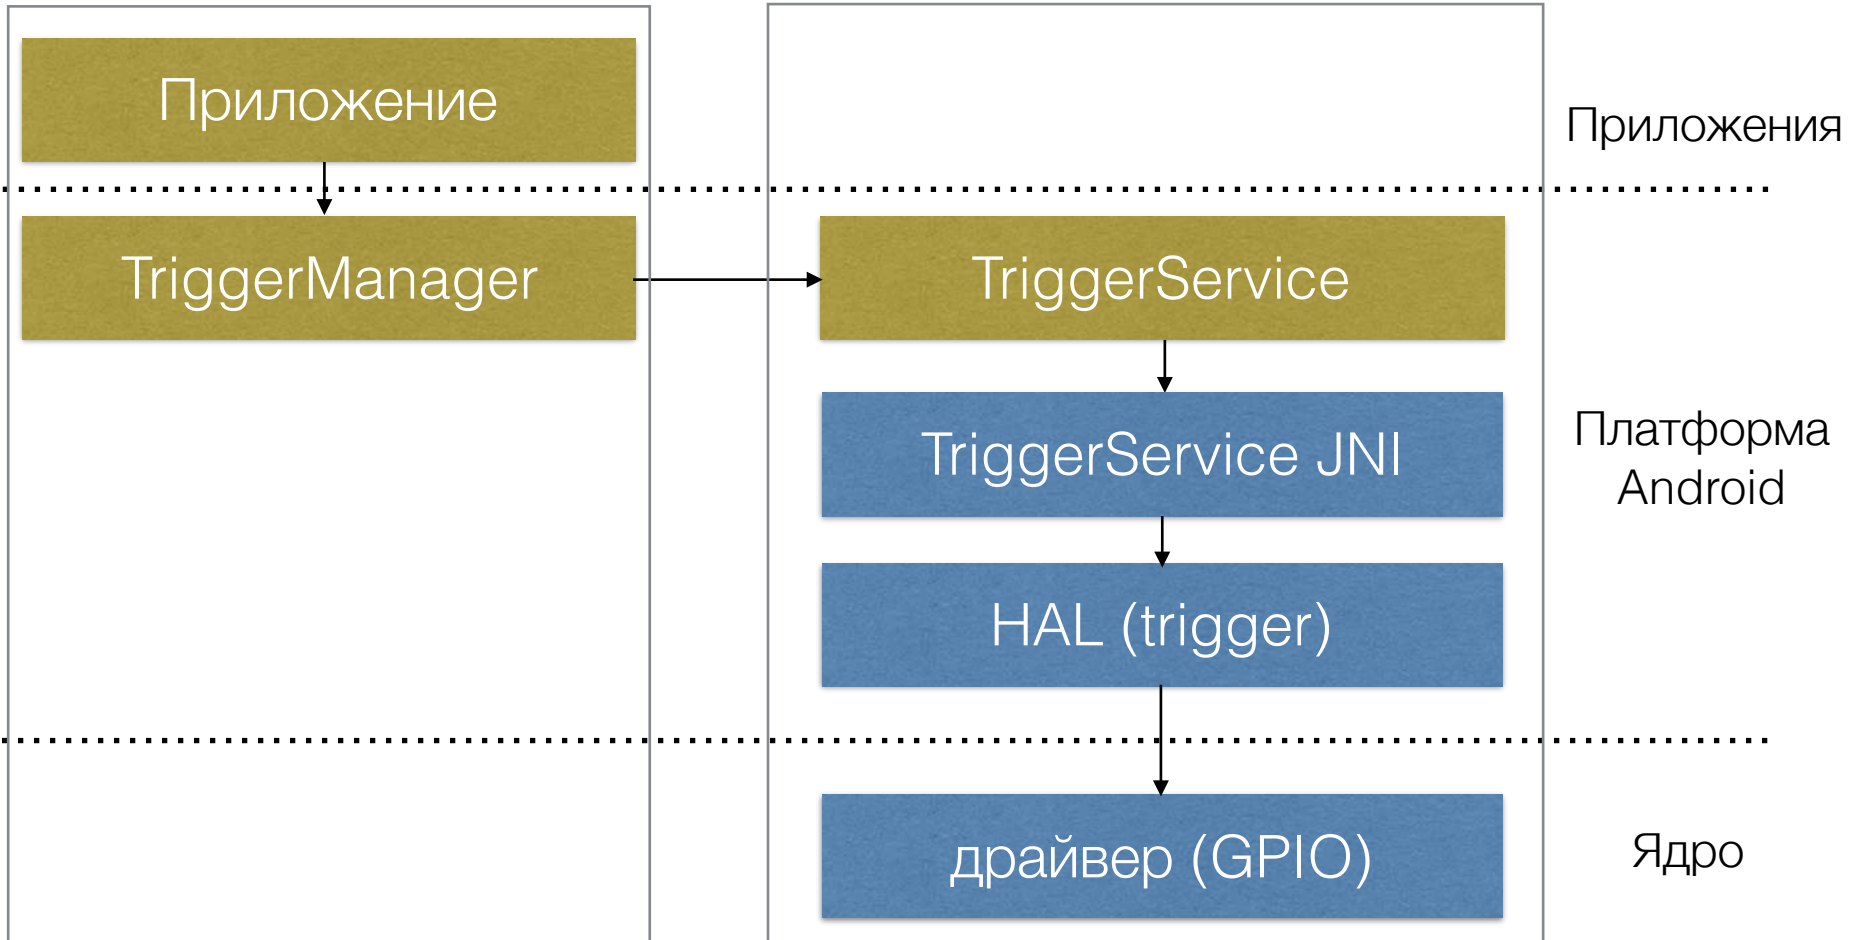 Приложение
Приложения
TriggerManager
TriggerService
TriggerService JNI
Платформа
Android
HAL (trigger)
драйвер (GPIO)
Ядро